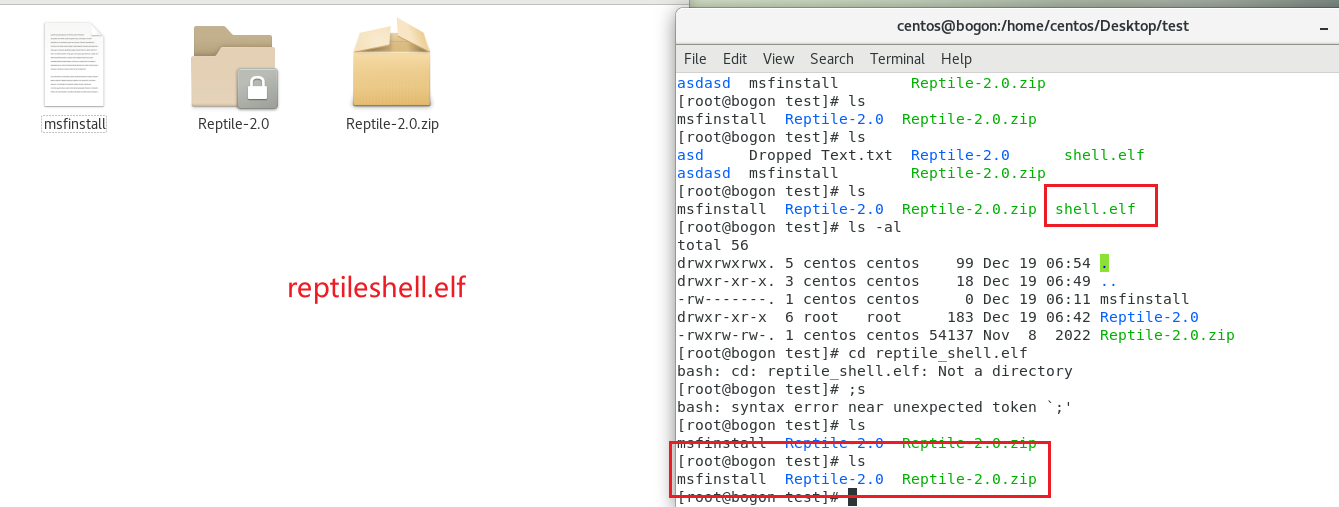 msfinstall
Reptile-2.0
Reptile-2.0.zip
reptileshell.elf
centos@bogon:/home/centos/Desktop/test
File Edit View Search Terminal Help
asdasd  msfinstall        Reptile-2.0.zip
[root@bogon test]# ls
msfinstall  Reptile-2.0  Reptile-2.0.zip
[root@bogon test]# ls
asd     Dropped Text.txt  Reptile-2.0      shell.elf
asdasd  msfinstall        Reptile-2.0.zip
[root@bogon test]# ls
msfinstall  Reptile-2.0  Reptile-2.0.zip  shell.elf
[root@bogon test]# ls -al
total 56
drwxrwxrwx. 5 centos centos    99 Dec 19 06:54 .
drwxr-xr-x. 3 centos centos    18 Dec 19 06:49 ..
-rw-------. 1 centos centos     0 Dec 19 06:11 msfinstall
drwxr-xr-x  6 root   root     183 Dec 19 06:42 Reptile-2.0
-rwxrw-rw-. 1 centos centos 54137 Nov  8  2022 Reptile-2.0.zip
[root@bogon test]# cd reptile_shell.elf
bash: cd: reptile_shell.elf: Not a directory
[root@bogon test]# ;s
bash: syntax error near unexpected token `;'
[root@bogon test]# ls
msfinstall  Reptile-2.0  Reptile-2.0.zip
[root@bogon test]# ls
msfinstall  Reptile-2.0  Reptile-2.0.zip
[root@bogon test]#